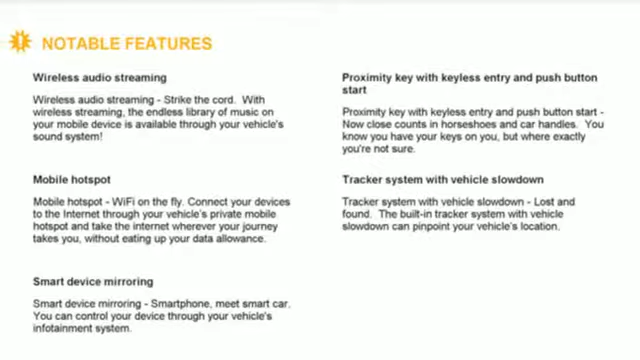 NOTABLE FEATURES
Wireless audio streaming
Wireless audio streaming - Strike the cord. With
wireless streaming, the endless library of music on
your mobile device is available through your vehicle's
sound system!
Mobile hotspot
Mobile hotspot - WiFi on the fly. Connect your devices
to the Internet through your vehicle's private mobile
hotspot and take the internet wherever your journey
takes you, without eating up your data allowance.
Smart device mirroring
Smart device mirroring - Smartphone, meet smart car.
You can control your device through your vehicle's
infotainment system.
Proximity key with keyless entry and push button
start
Proximity key with keyless entry and push button start -
Now close counts in horseshoes and car handles. You
know you have your keys on you, but where exactly
you're not sure.
Tracker system with vehicle slowdown
Tracker system with vehicle slowdown - Lost and
found. The built-in tracker system with vehicle
slowdown can pinpoint your vehicle's location.